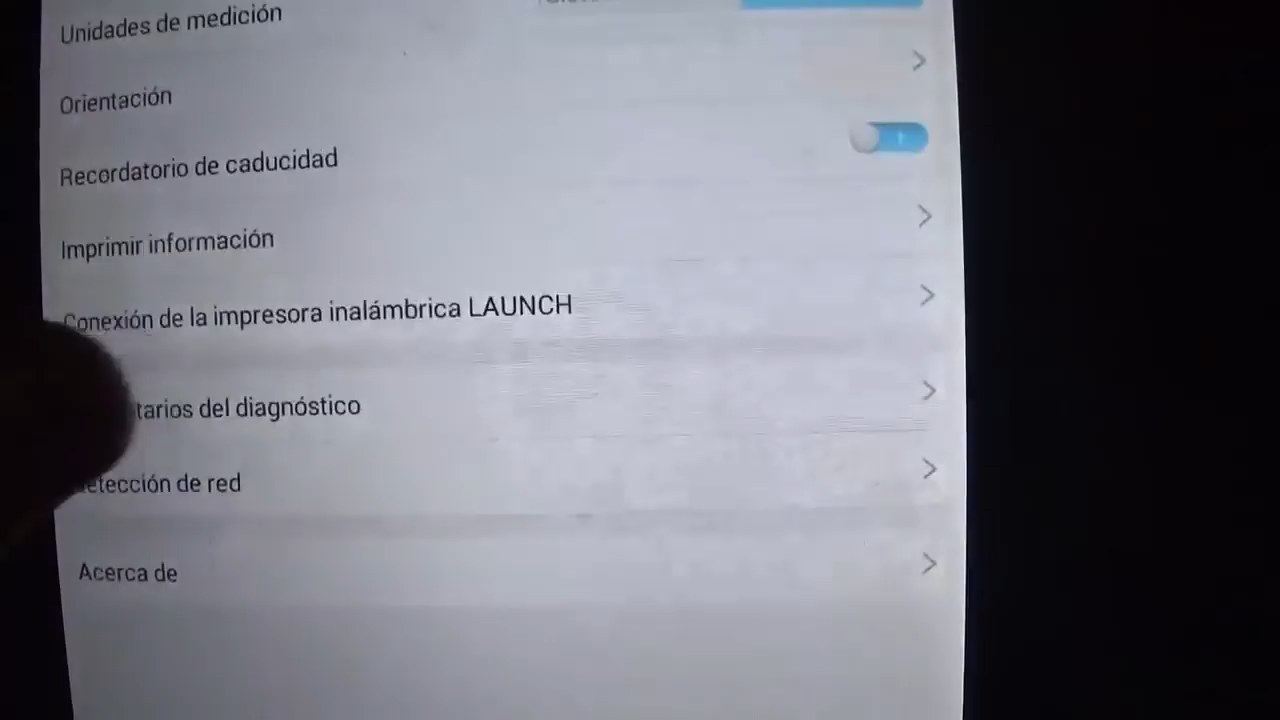 Unidades de medición
Orientación
Recordatorio de caducidad
Imprimir información
Conexión de la impresora inalámbrica LAUNCH
tarios del diagnóstico
etección de red
Acerca de